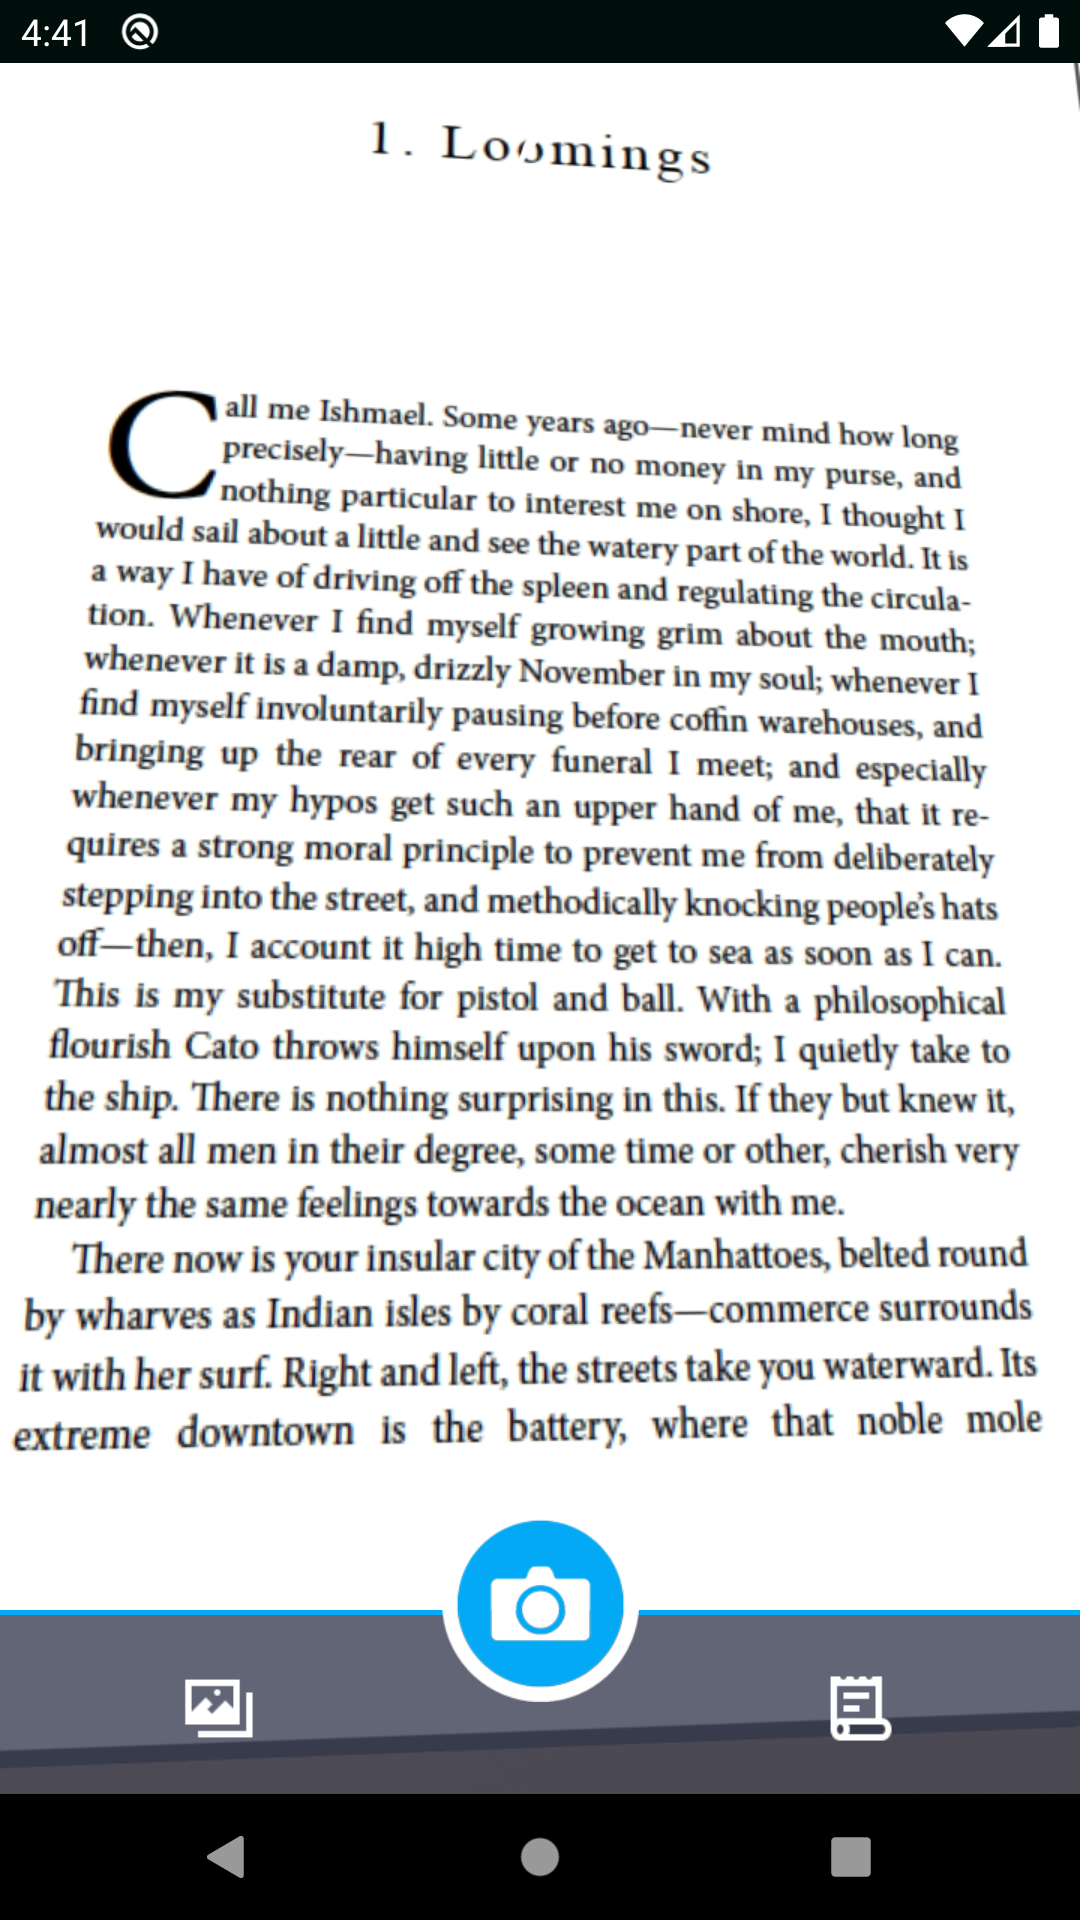 4:41
1. Loomings
Call me Ishmael. Some years ago—never mind how long
precisely—having little or no money in my purse, and
nothing particular to interest me on shore, I thought I
would sail about a little and see the watery part of the world. It is
a way I have of driving off the spleen and regulating the circula-
tion. Whenever I find myself growing grim about the mouth;
whenever it is a damp, drizzly November in my soul; whenever I
find myself involuntarily pausing before coffin warehouses, and
bringing up the rear of every funeral I meet; and especially
whenever my hypos get such an upper hand of me, that it re-
quires a strong moral principle to prevent me from deliberately
stepping into the street, and methodically knocking people's hats
off—then, I account it high time to get to sea as soon as I can.
This is my substitute for pistol and ball. With a philosophical
flourish Cato throws himself upon his sword; I quietly take to
the ship. There is nothing surprising in this. If they but knew it,
almost all men in their degree, some time or other, cherish very
nearly the same feelings towards the ocean with me.
There now is your insular city of the Manhattoes, belted round
by wharves as Indian isles by coral reefs—commerce surrounds
it with her surf. Right and left, the streets take you waterward. Its
extreme downtown is the battery, where that noble mole